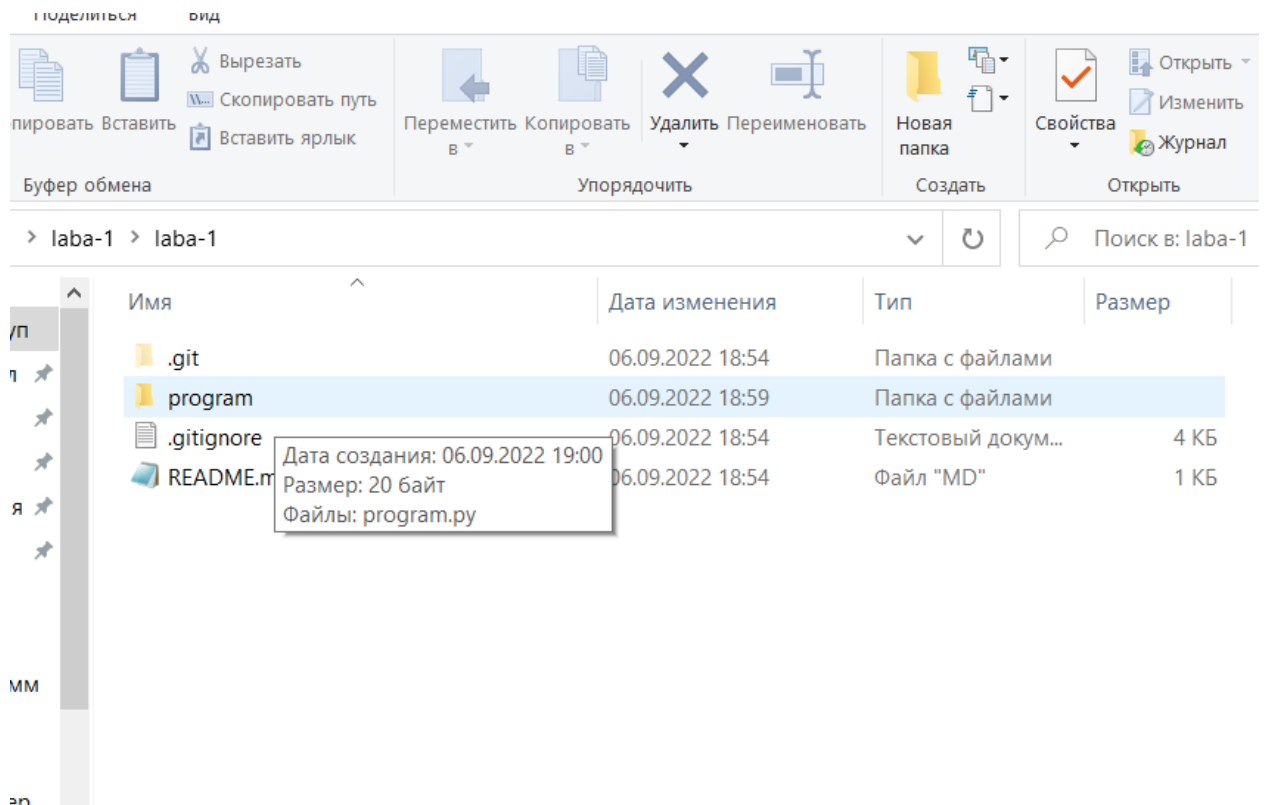 Поделиться Вид
Вырезать
Скопировать путь
Вставить Переместить Копировать Удалить Переименовать Новая Свойства
Вставить ярлык
в в папка
Открыть
Изменить
Журнал
Буфер обмена Упорядочить Создать Открыть
> laba-1 > laba-1 Поиск в: laba-1
Имя Дата изменения Тип Размер
.git 06.09.2022 18:54 Папка с файлами
program 06.09.2022 18:59 Папка с файлами
.gitignore 06.09.2022 18:54 Текстовый докум... 4 КБ
README.m 06.09.2022 18:54 Файл "MD" 1 КБ
Дата создания: 06.09.2022 19:00
Размер: 20 байт
Файлы: program.py